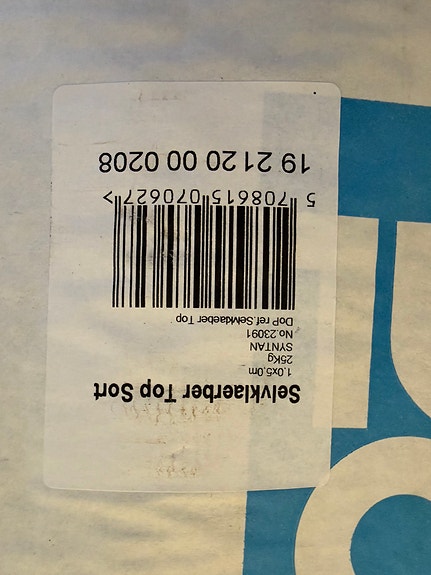 Selvklaerber Top Sort
1,0x5,0m
25Kg
SYNTAN
No.23091
DoP ref.Selvklaeber Top
5 708615 070627 >
19 21 20 00 0208